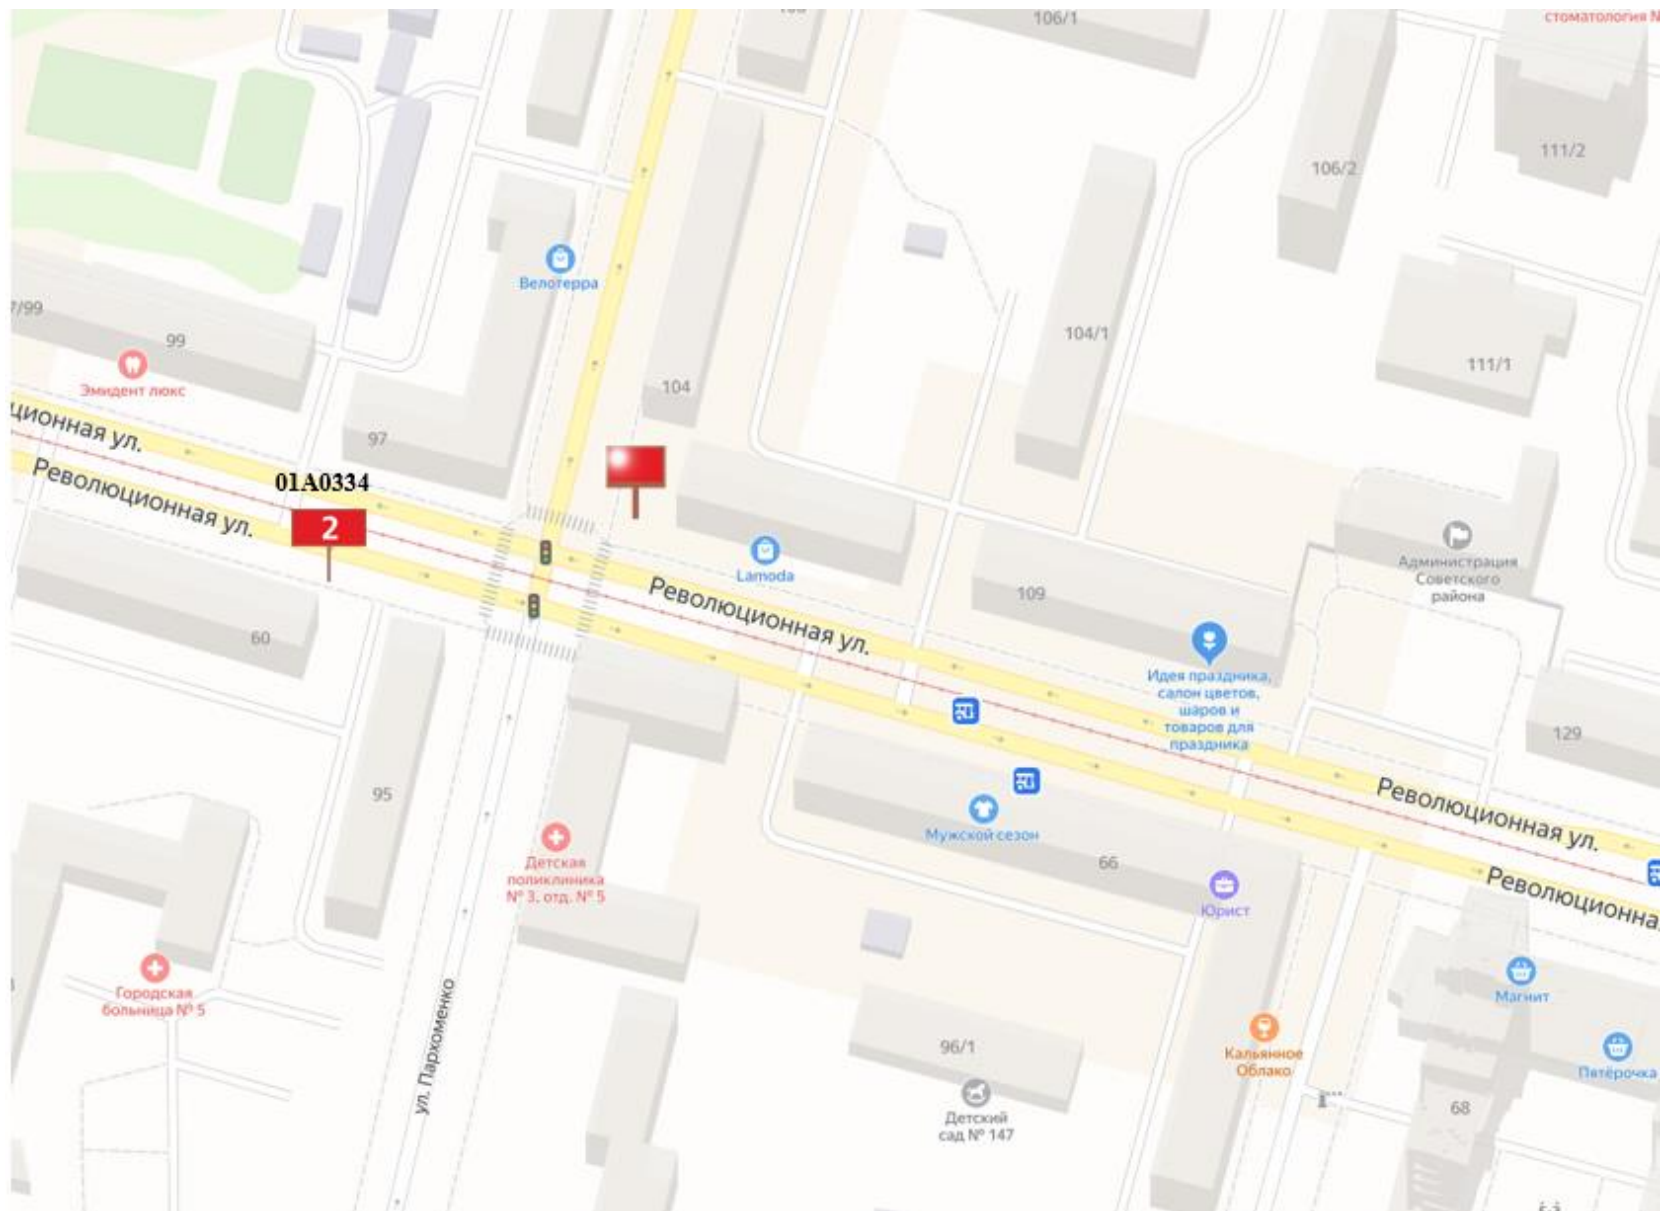 106/1
стоматология N
111/2
106/2
Велотерра
7/99
99
104/1
111/1
Эмидент люкс
104
ционная ул.
97
Революционная ул.
01А0334
2
Lamoda
Революционная ул.
109
Администрация
Советского
района
60
Идея праздника,
салон цветов,
шаров и
товаров для
праздника
129
95
Мужской сезон
Революционная ул.
66
Детская
поликлиника
№ 3, отд. № 5
Юрист
Революционна
Городская
больница № 5
ул. Пархоменко
Магнит
96/1
Кальянное
Облако
Пятёрочка
Детский
сад № 147
68